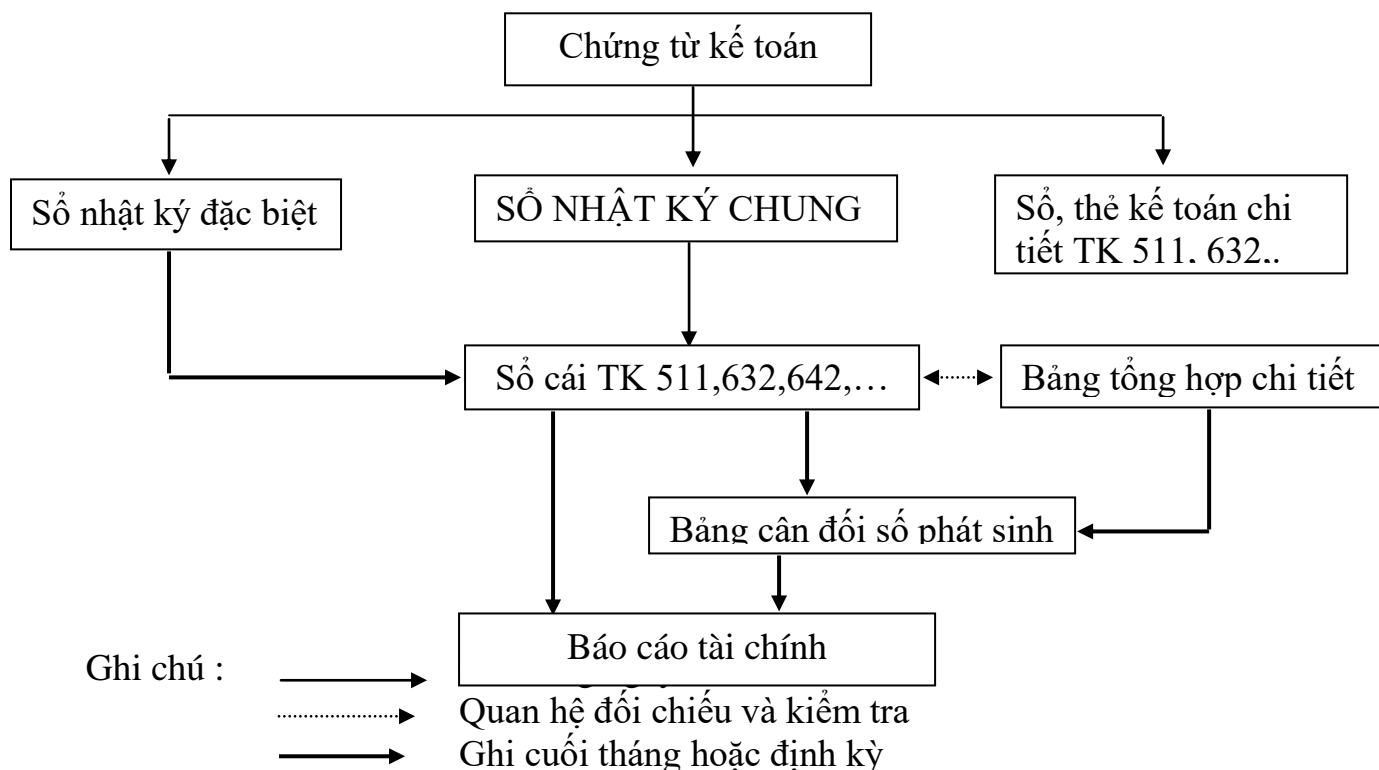 Chứng từ kế toán
Sổ nhật ký đặc biệt
SỔ NHẬT KÝ CHUNG
Sổ, thẻ kế toán chi
tiết TK 511, 632,.
Sổ cái TK 511,632,642,…
Bảng tổng hợp chi tiết
Bảng cân đối số phát sinh
Báo cáo tài chính
Ghi chú :
Quan hệ đối chiếu và kiểm tra
Ghi cuối tháng hoặc định kỳ